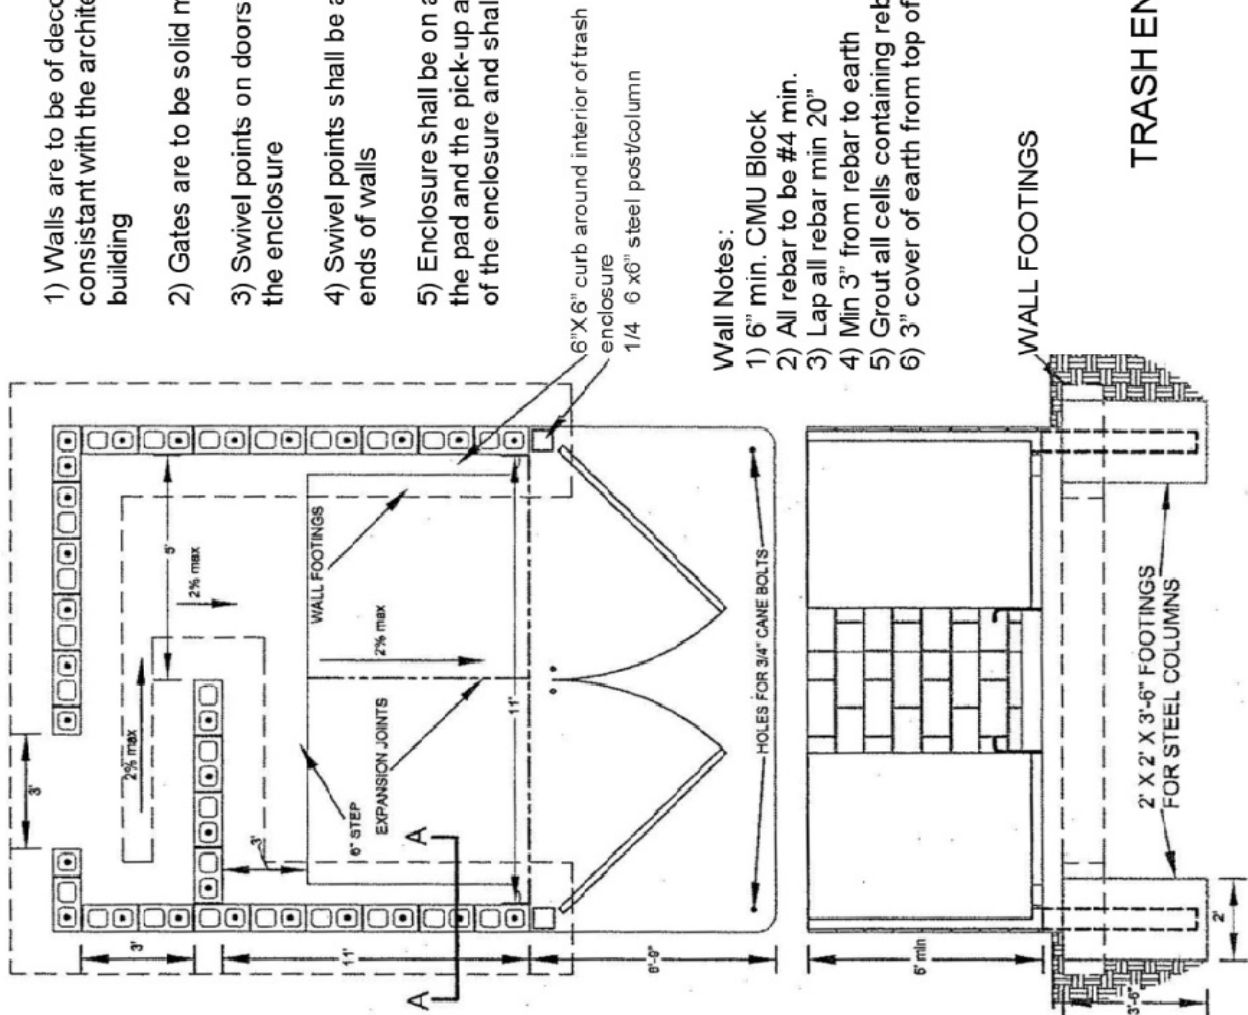 1) Walls are to be of deco
consistant with the archite
building
2) Gates are to be solid m
3) Swivel points on doors
the enclosure
4) Swivel points shall be a
ends of walls
5) Enclosure shall be on a
the pad and the pick-up a
of the enclosure and shal
6"X6" curb around interior of trash
enclosure
1/4 6 x6" steel post/column
Wall Notes:
1) 6" min. CMU Block
2) All rebar to be #4 min.
3) Lap all rebar min 20"
4) Min 3" from rebar to earth
5) Grout all cells containing reb
6) 3" cover of earth from top of
WALL FOOTINGS
TRASH EN
3'
2% max
5'
2% max
WALL FOOTINGS
2% max
EXPANSION JOINTS
6" STEP
3'
11'
A
A
3'
11'
6'-9"
HOLES FOR 3/4" CANE BOLTS
6' min
2' X 2' X 3'-6" FOOTINGS
FOR STEEL COLUMNS
2'
3'-6"